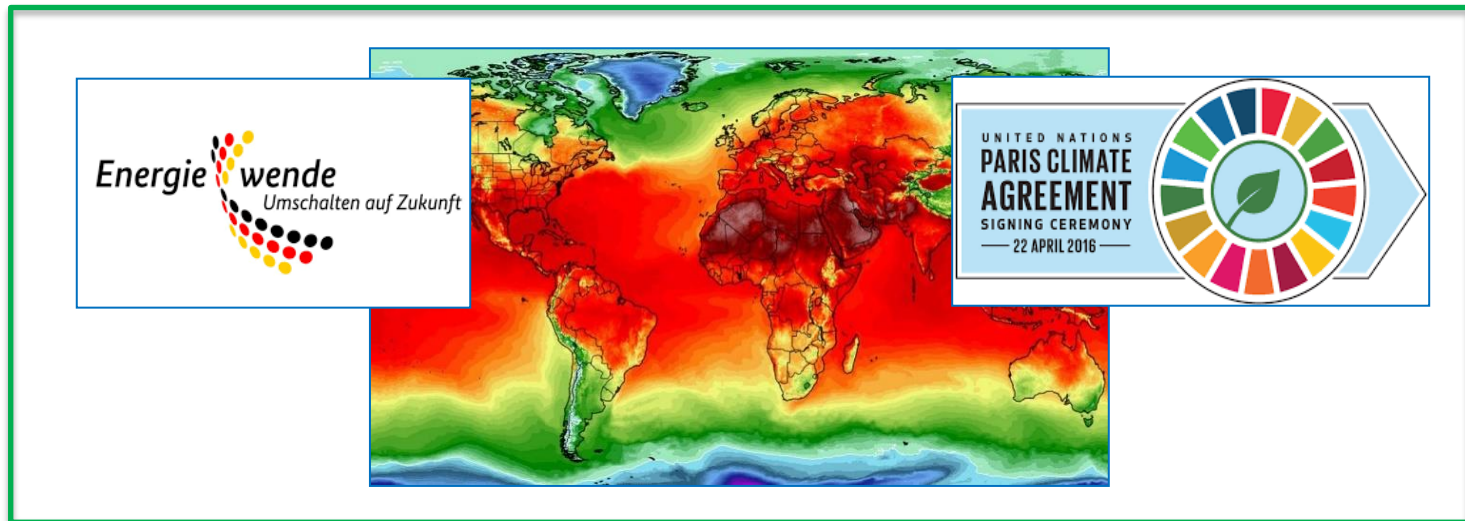 Energie wende
Umschalten auf Zukunft
UNITED NATIONS
PARIS CLIMATE
AGREEMENT
SIGNING CEREMONY
22 APRIL 2016